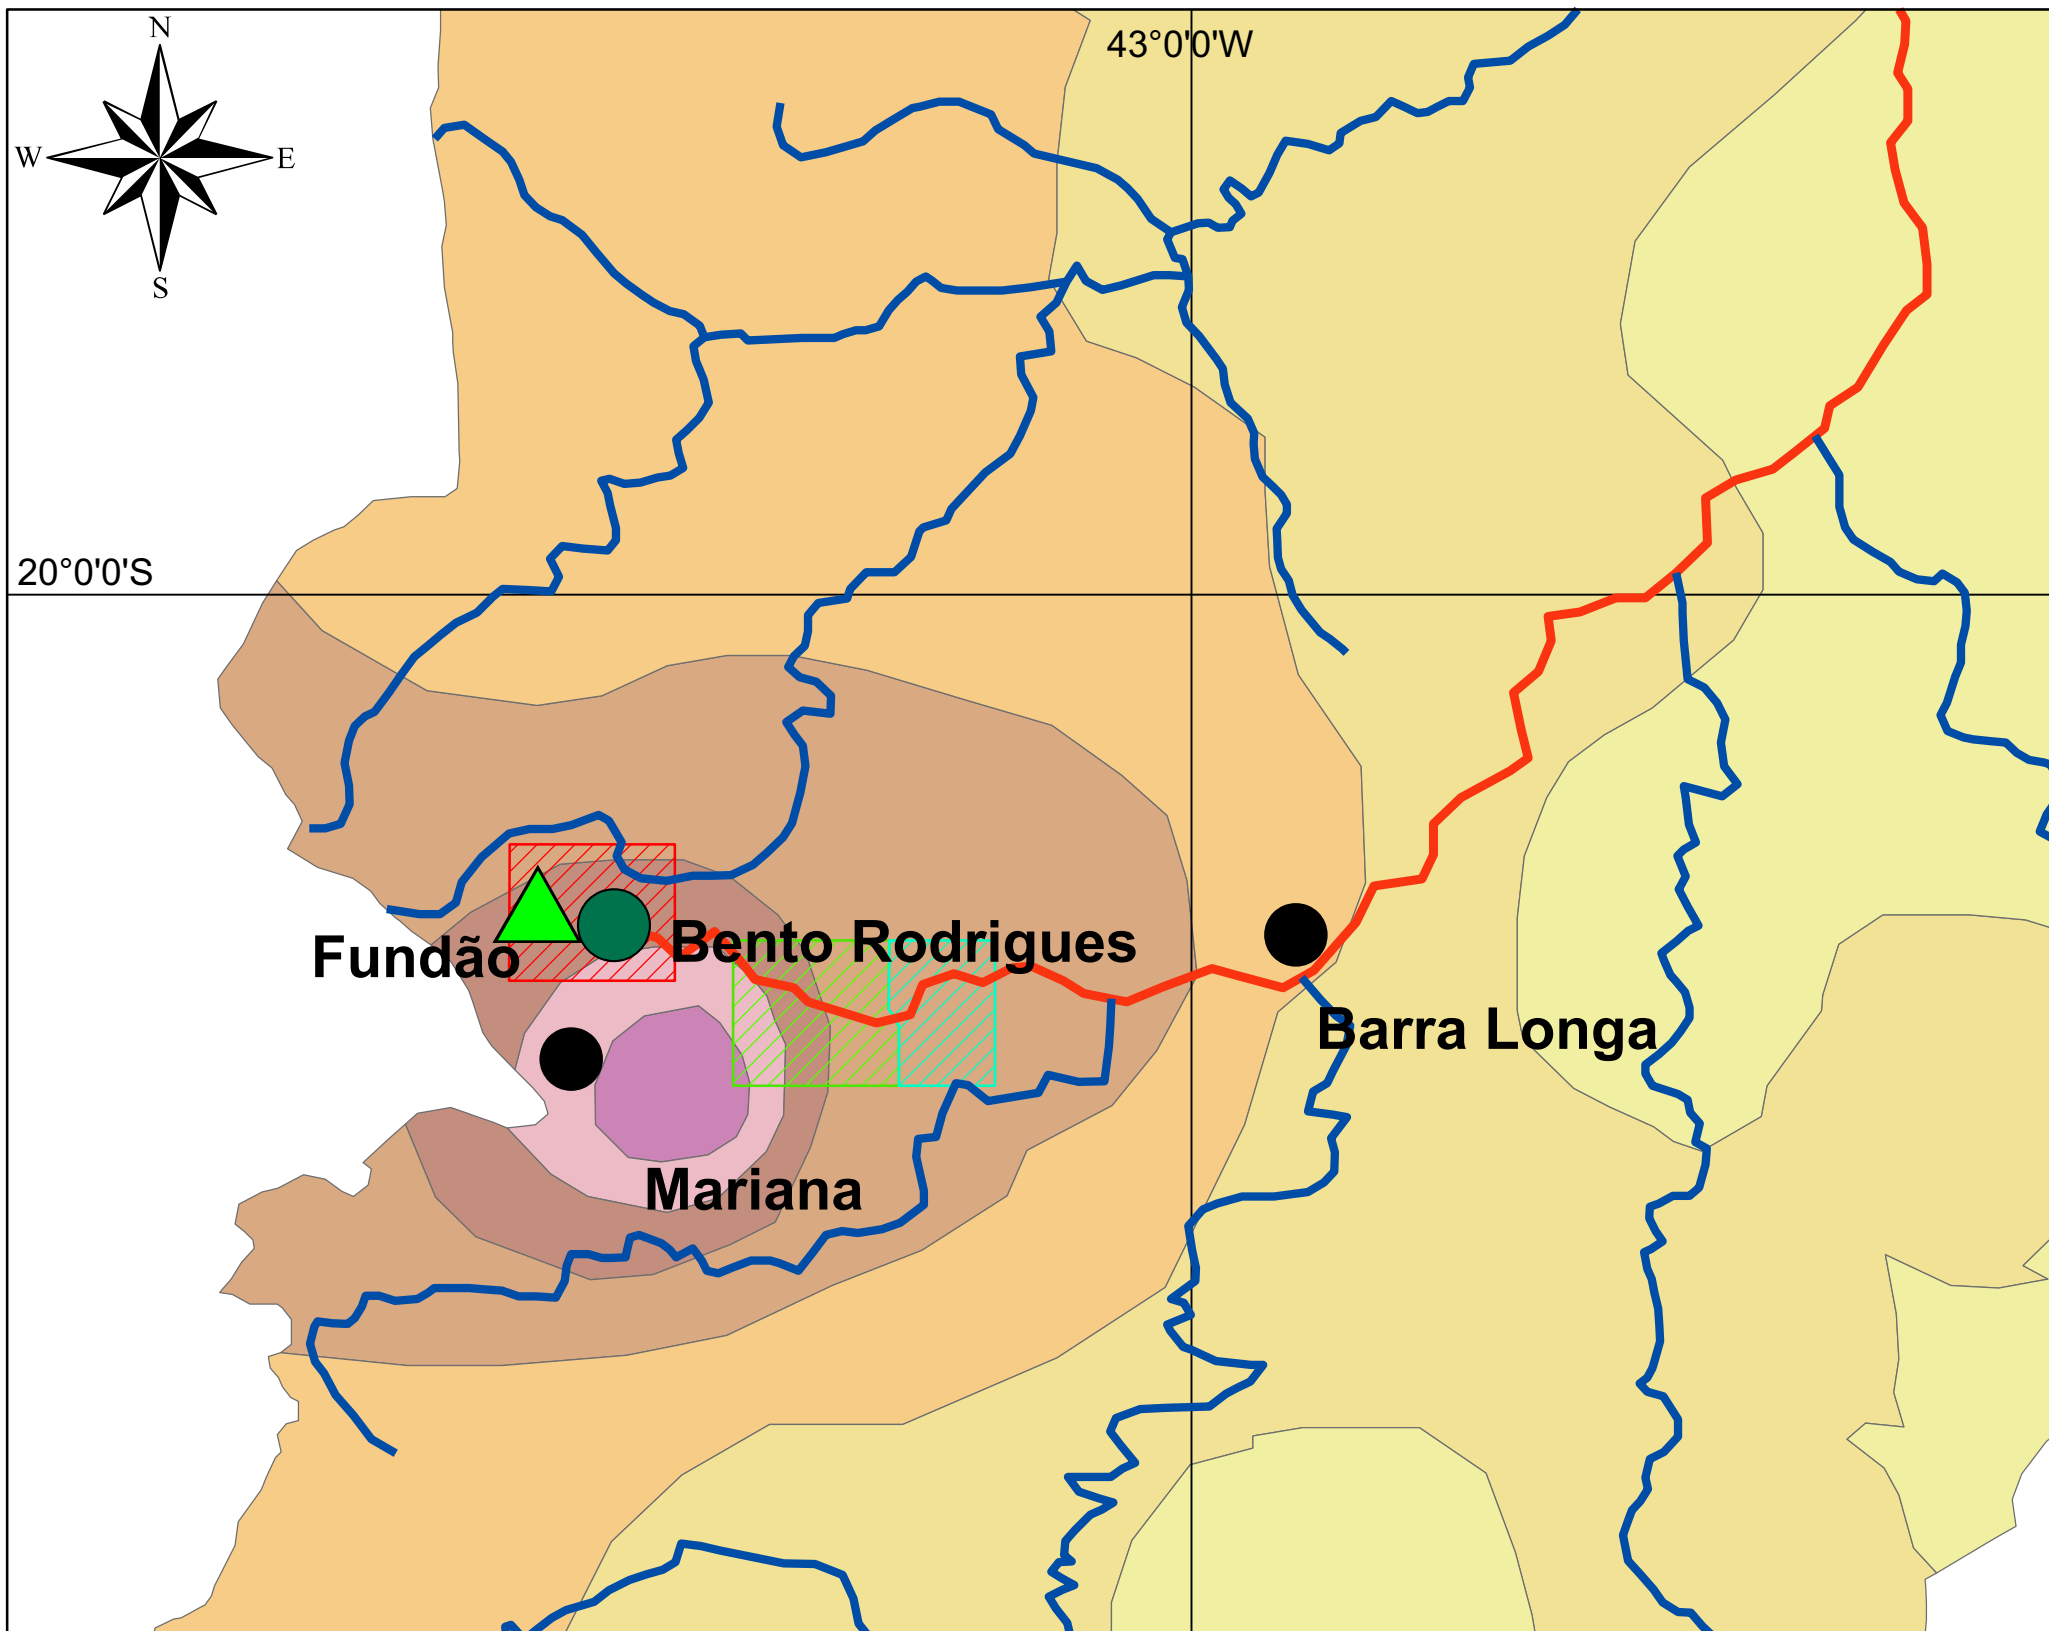 N
43°0'0"W
W
E
S
20°0'0"S
Bento Rodrigues
Fundão
Barra Longa
Mariana